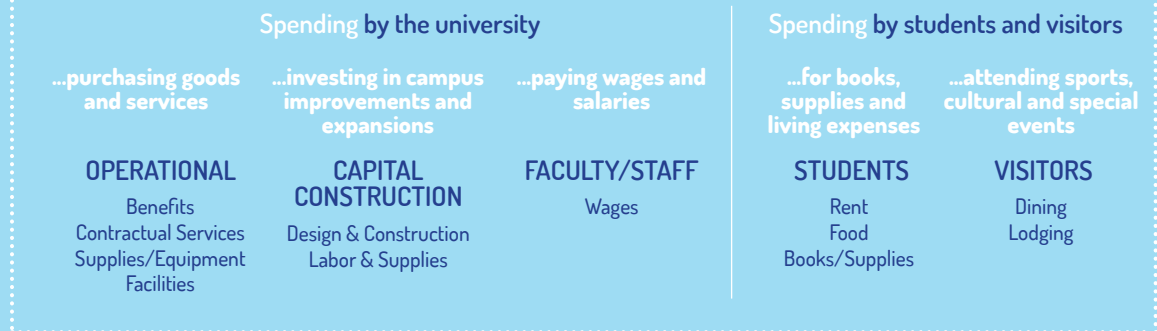 Spending by the university
...purchasing goods
and services
OPERATIONAL
Benefits
Contractual Services
Supplies/Equipment
Facilities
...investing in campus
improvements and
expansions
CAPITAL
CONSTRUCTION
Design & Construction
Labor & Supplies
...paying wages and
salaries
FACULTY/STAFF
Wages
Spending by students and visitors
...for books,
supplies and
living expenses
STUDENTS
Rent
Food
Books/Supplies
...attending sports,
cultural and special
events
VISITORS
Dining
Lodging